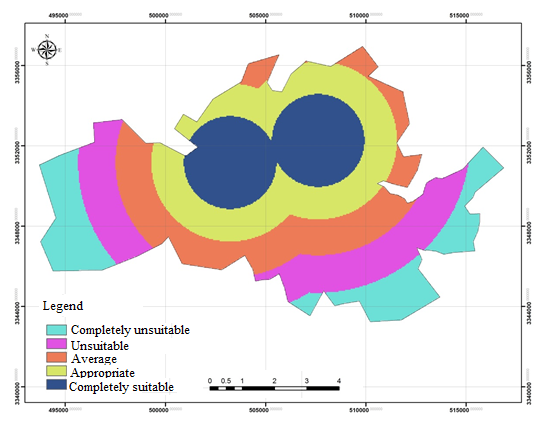 495000 500000 505000 510000 515000
N
W E
S
3356000 3356000
3352000 3352000
3348000 3348000
3344000 3344000
3340000 3340000
Legend
Completely unsuitable
Unsuitable
Average
Appropriate
Completely suitable
0 0.5 1 2 3 4
495000 500000 505000 510000 515000